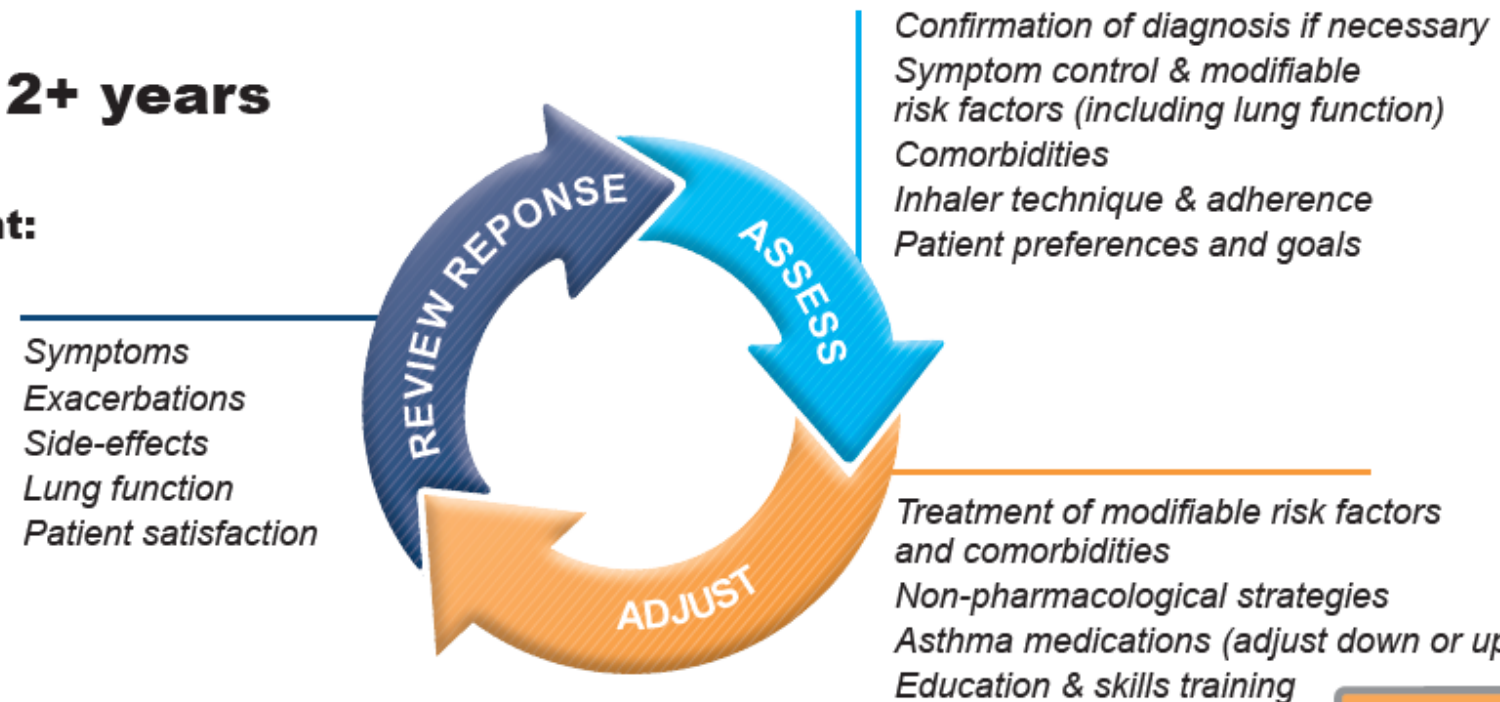 2+ years
nt:
REVIEW REPONSE
ASSESS
ADJUST
Confirmation of diagnosis if necessary
Symptom control & modifiable
risk factors (including lung function)
Comorbidities
Inhaler technique & adherence
Patient preferences and goals
Symptoms
Exacerbations
Side-effects
Lung function
Patient satisfaction
Treatment of modifiable risk factors
and comorbidities
Non-pharmacological strategies
Asthma medications (adjust down or up
Education & skills training